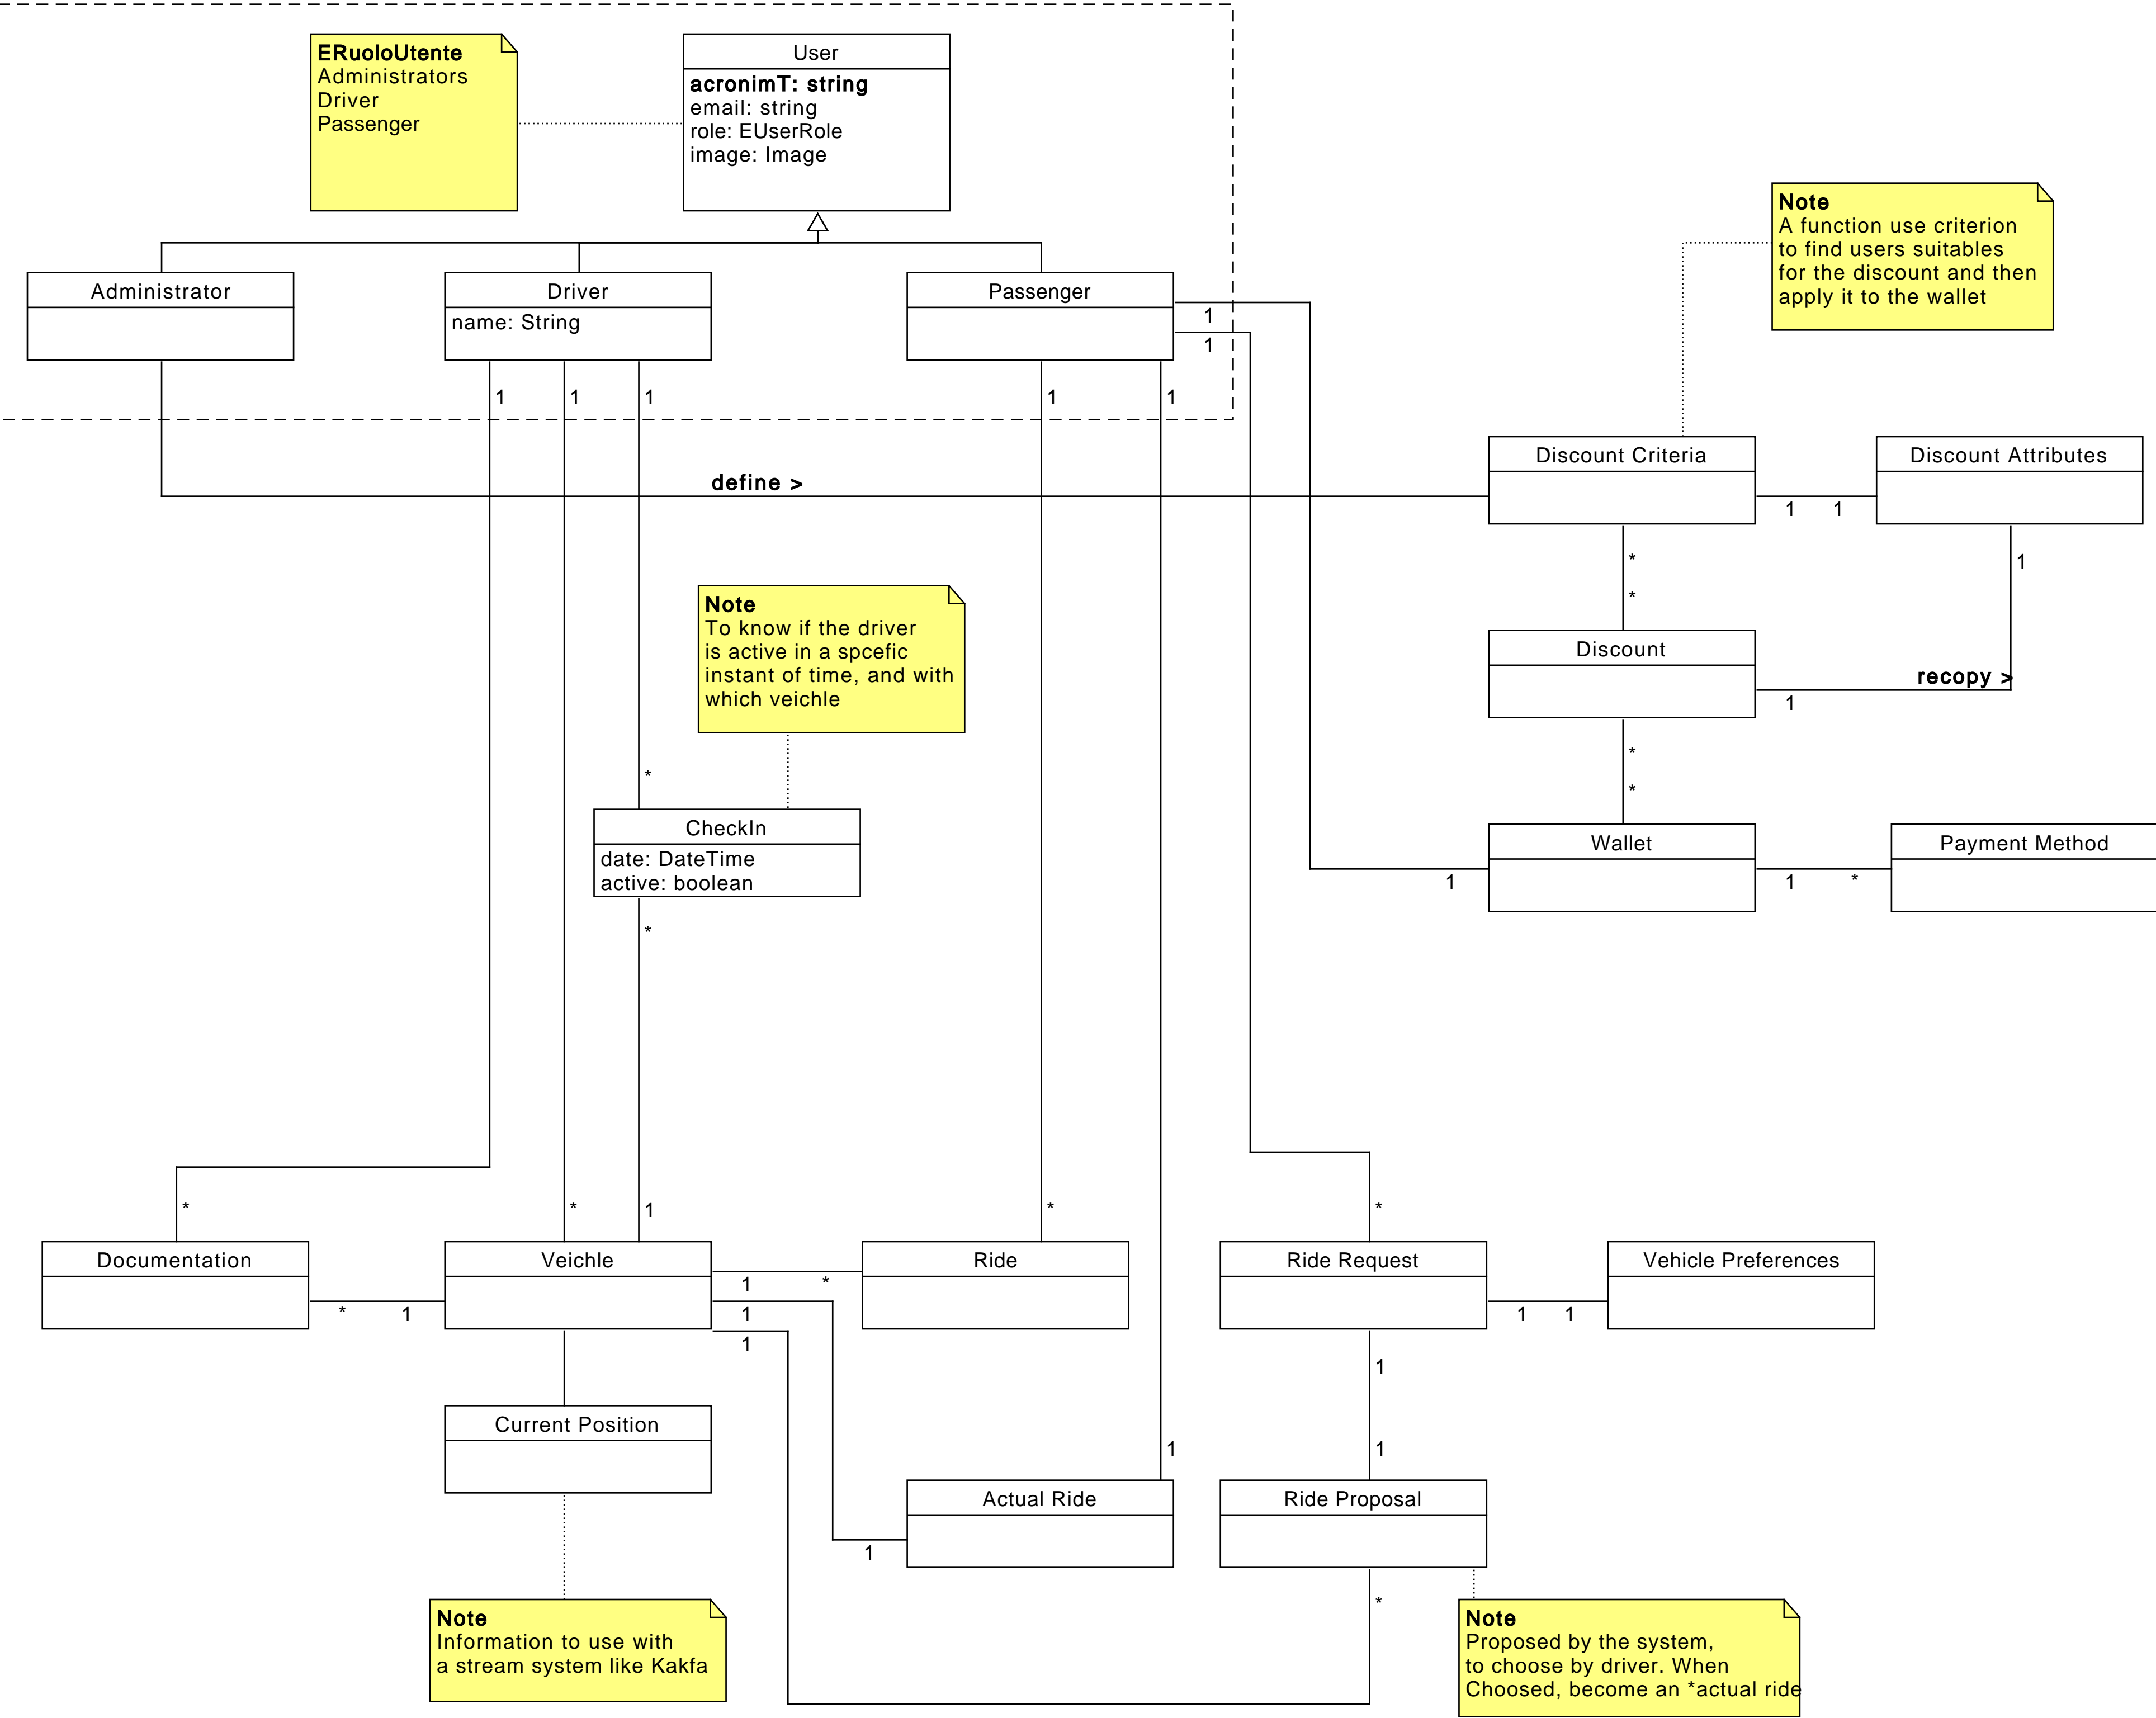 ERuoloUtente
Administrators
Driver
Passenger
User
acronimT: string
email: string
role: EUserRole
image: Image
Note
A function use criterion
to find users suitables
for the discount and then
apply it to the wallet
Administrator
Driver
name: String
Passenger
1
1
1
1
1
1
1
define >
Discount Criteria
Discount Attributes
1
1
*
*
1
Note
To know if the driver
is active in a spcefic
instant of time, and with
which veichle
Discount
recopy >
1
*
*
*
CheckIn
date: DateTime
active: boolean
*
Wallet
Payment Method
1
1
*
*
*
1
*
*
Documentation
Veichle
Ride
Ride Request
Vehicle Preferences
*
1
1
*
1
1
1
1
1
1
Current Position
1
Actual Ride
Ride Proposal
1
*
Note
Information to use with
a stream system like Kakfa
Note
Proposed by the system,
to choose by driver. When
Choosed, become an *actual ride